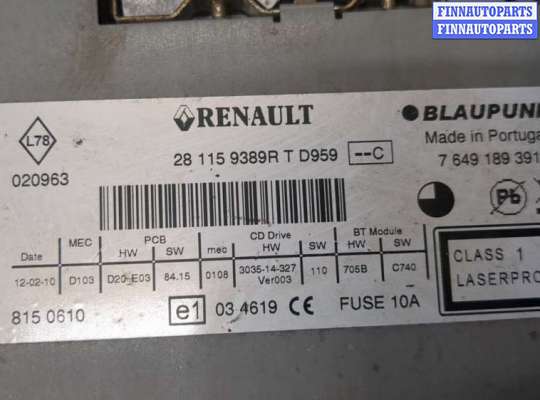 FINNAUTOPARTS
FINNAUTOPARTS
L78
020963
RENAULT
28 115 9389R T D959 --C
BLAUPUN
Made in Portuga
7 649 189 391
Pb
Date MEC PCB HW SW mec CD Drive HW SW BT Module HW SW
12-02-10 D103 D20-E03 84.15 0108 3035-14-327 Ver003 110 705B C740
CLASS 1
LASERPRO
815 0610 e1 03 4619 CE FUSE 10A